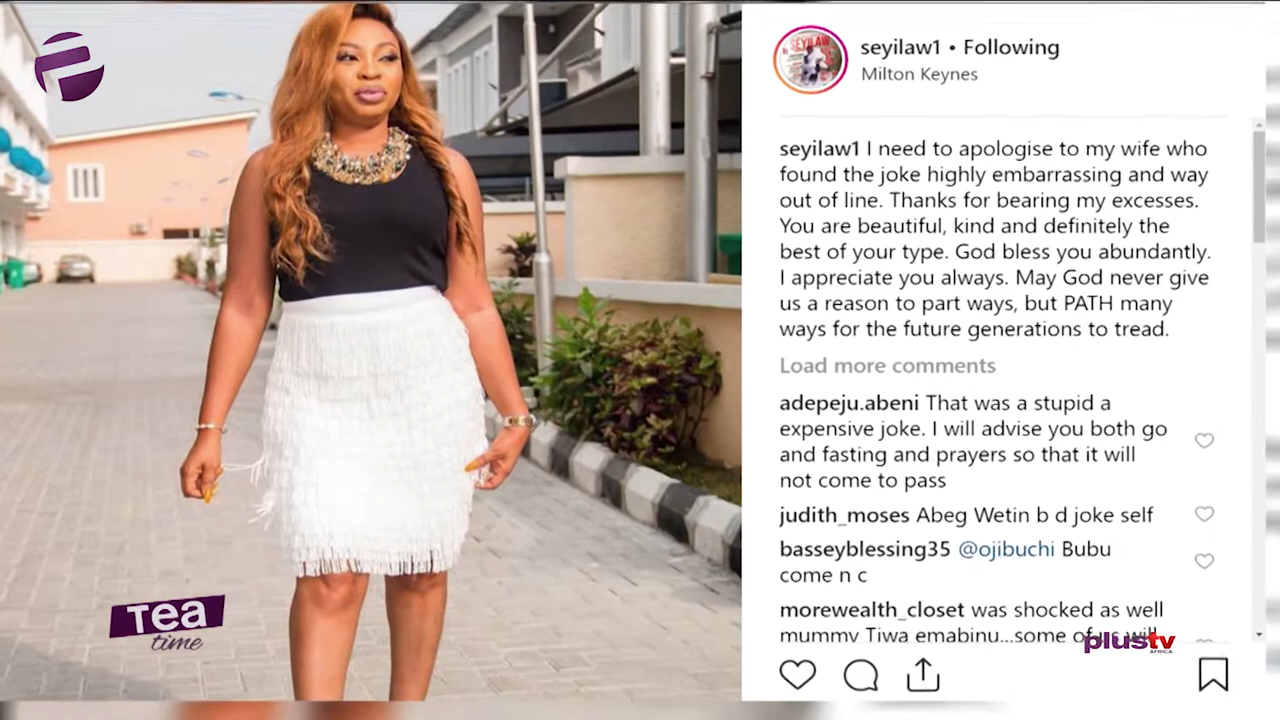 seyilaw1 • Following
Milton Keynes
seyilaw1 I need to apologise to my wife who
found the joke highly embarrassing and way
out of line. Thanks for bearing my excesses.
You are beautiful, kind and definitely the
best of your type. God bless you abundantly.
I appreciate you always. May God never give
us a reason to part ways, but PATH many
ways for the future generations to tread.
Load more comments
adepeju.abeni That was a stupid a
expensive joke. I will advise you both go
and fasting and prayers so that it will
not come to pass
judith_moses Abeg Wetin b d joke self
basseyblessing35 @ojibuchi Bubu
come n c
morewealth_closet was shocked as well
mummy Tiwa emabinu...some of us will
Tea
time
plustv
AFRICA
SEYILAW